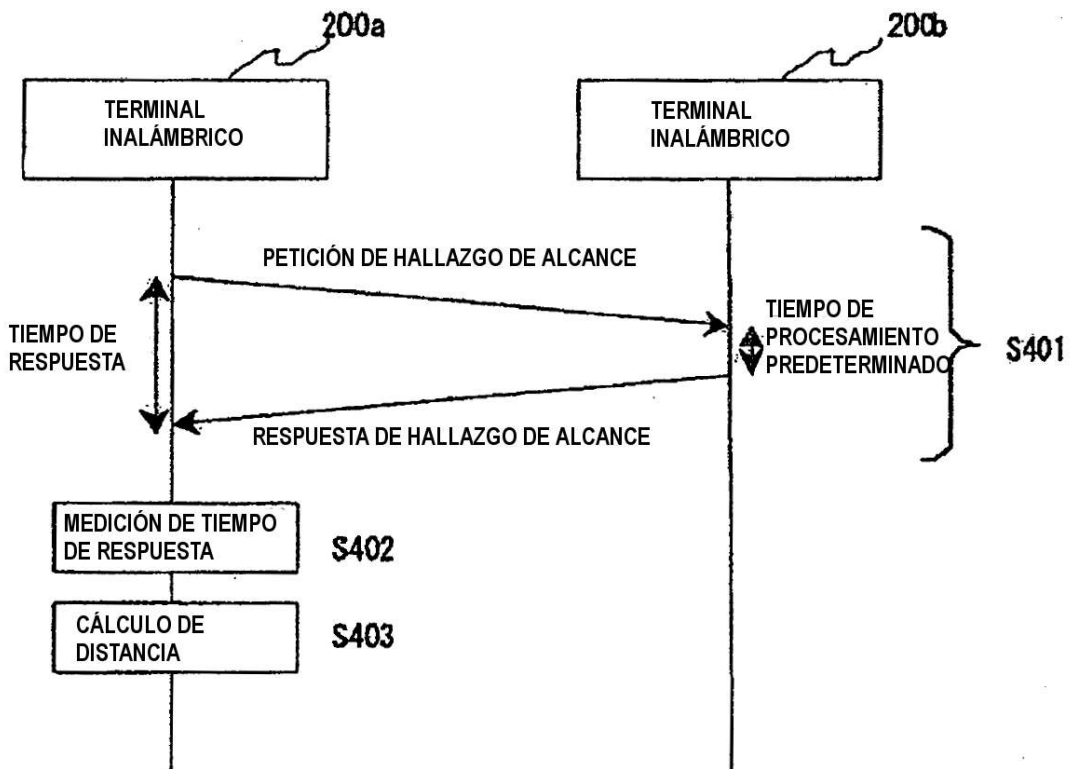 200a
200b
TERMINAL
INALÁMBRICO
TERMINAL
INALÁMBRICO
PETICIÓN DE HALLAZGO DE ALCANCE
TIEMPO DE
RESPUESTA
TIEMPO DE
PROCESAMIENTO
PREDETERMINADO
S401
RESPUESTA DE HALLAZGO DE ALCANCE
MEDICIÓN DE TIEMPO
DE RESPUESTA
S402
CÁLCULO DE
DISTANCIA
S403